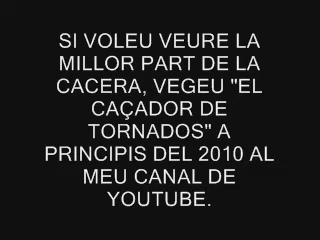 SI VOLEU VEURE LA
MILLOR PART DE LA
CACERA, VEGEU "EL
CAÇADOR DE
TORNADOS" A
PRINCIPIS DEL 2010 AL
MEU CANAL DE
YOUTUBE.